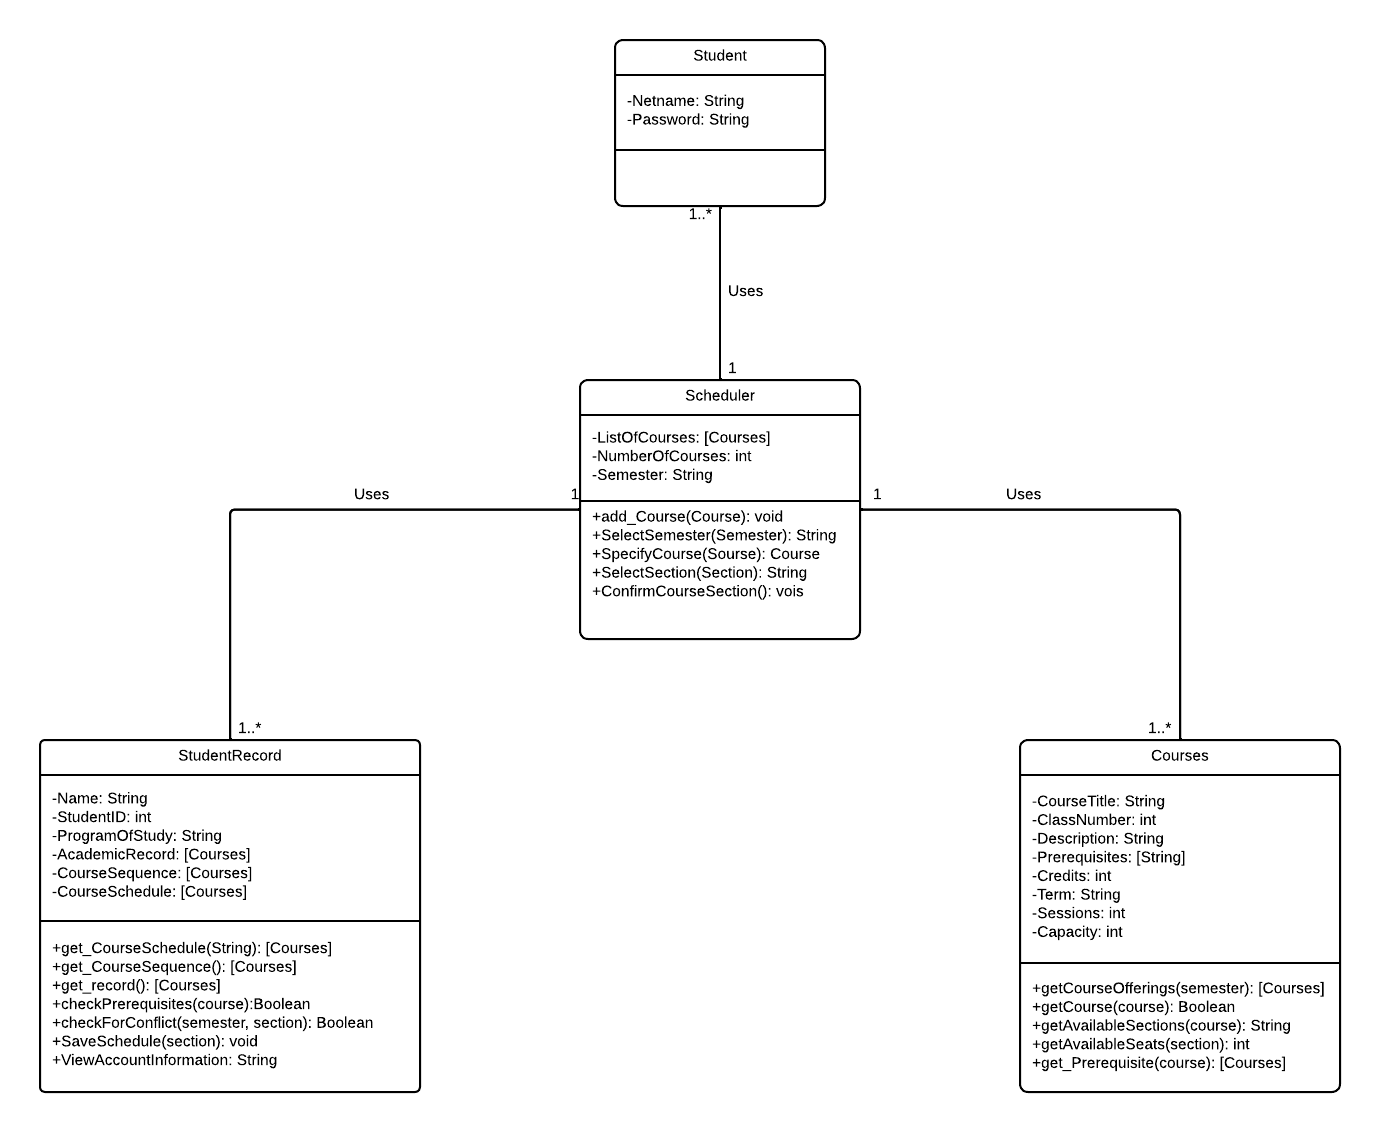 Student
-Netname: String
-Password: String
1..*
Uses
1
Scheduler
-ListOfCourses: [Courses]
-NumberOfCourses: int
-Semester: String
+add_Course(Course): void
+SelectSemester(Semester): String
+SpecifyCourse(Sourse): Course
+SelectSection(Section): String
+ConfirmCourseSection(): vois
Uses
1
1
Uses
1..*
StudentRecord
-Name: String
-StudentID: int
-ProgramOfStudy: String
-AcademicRecord: [Courses]
-CourseSequence: [Courses]
-CourseSchedule: [Courses]
+get_CourseSchedule(String): [Courses]
+get_CourseSequence(): [Courses]
+get_record(): [Courses]
+checkPrerequisites(course):Boolean
+checkForConflict(semester, section): Boolean
+SaveSchedule(section): void
+ViewAccountInformation: String
1..*
Courses
-CourseTitle: String
-ClassNumber: int
-Description: String
-Prerequisites: [String]
-Credits: int
-Term: String
-Sessions: int
-Capacity: int
+getCourseOfferings(semester): [Courses]
+getCourse(course): Boolean
+getAvailableSections(course): String
+getAvailableSeats(section): int
+get_Prerequisite(course): [Courses]